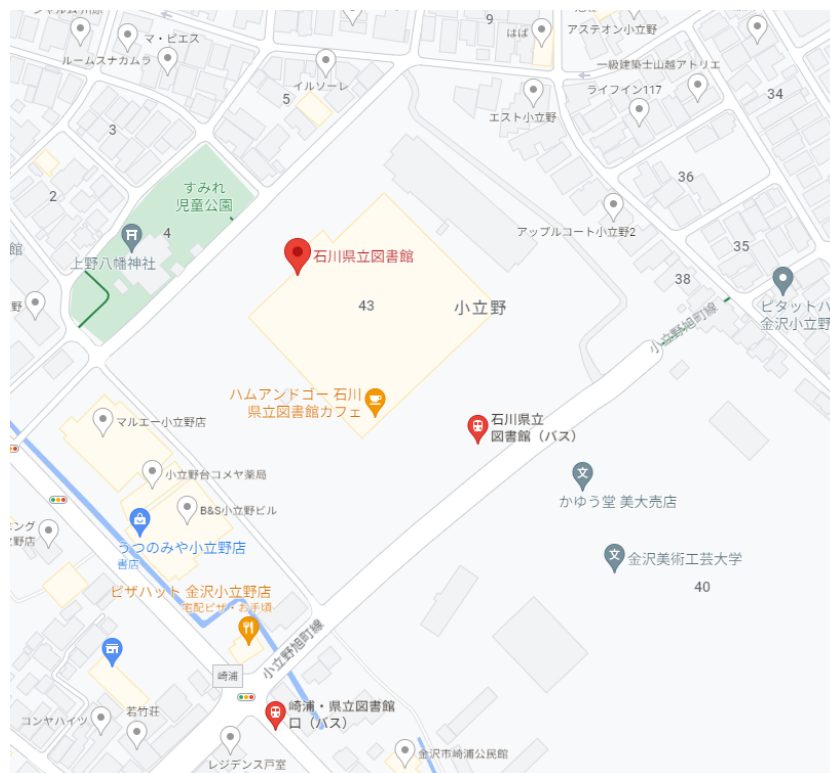 ルームスナカムラ
マ・ピエス
9
はば
アステオン小立野
一級建築士山越アトリエ
イルソーレ
5
エスト小立野
ライフイン117
34
3
すみれ
児童公園
2
4
上野八幡神社
館
野
36
アップルコート小立野2
35
38
石川県立図書館
43
小立野
小立野旭町線
ピタットハ
金沢小立野
ハムアンドゴー 石川
県立図書館カフェ
マルエー小立野店
石川県立
図書館（バス）
小立野台コメヤ薬局
かゆう堂 美大売店
B&S小立野ビル
ニング
立野店
うつのみや小立野店
書店
金沢美術工芸大学
40
ピザハット 金沢小立野店
宅配ピザ・お手頃
小立野旭町線
崎浦
崎浦・県立図書館
口（バス）
コンヤハイツ
若竹荘
レジデンス戸室
金沢市崎浦公民館